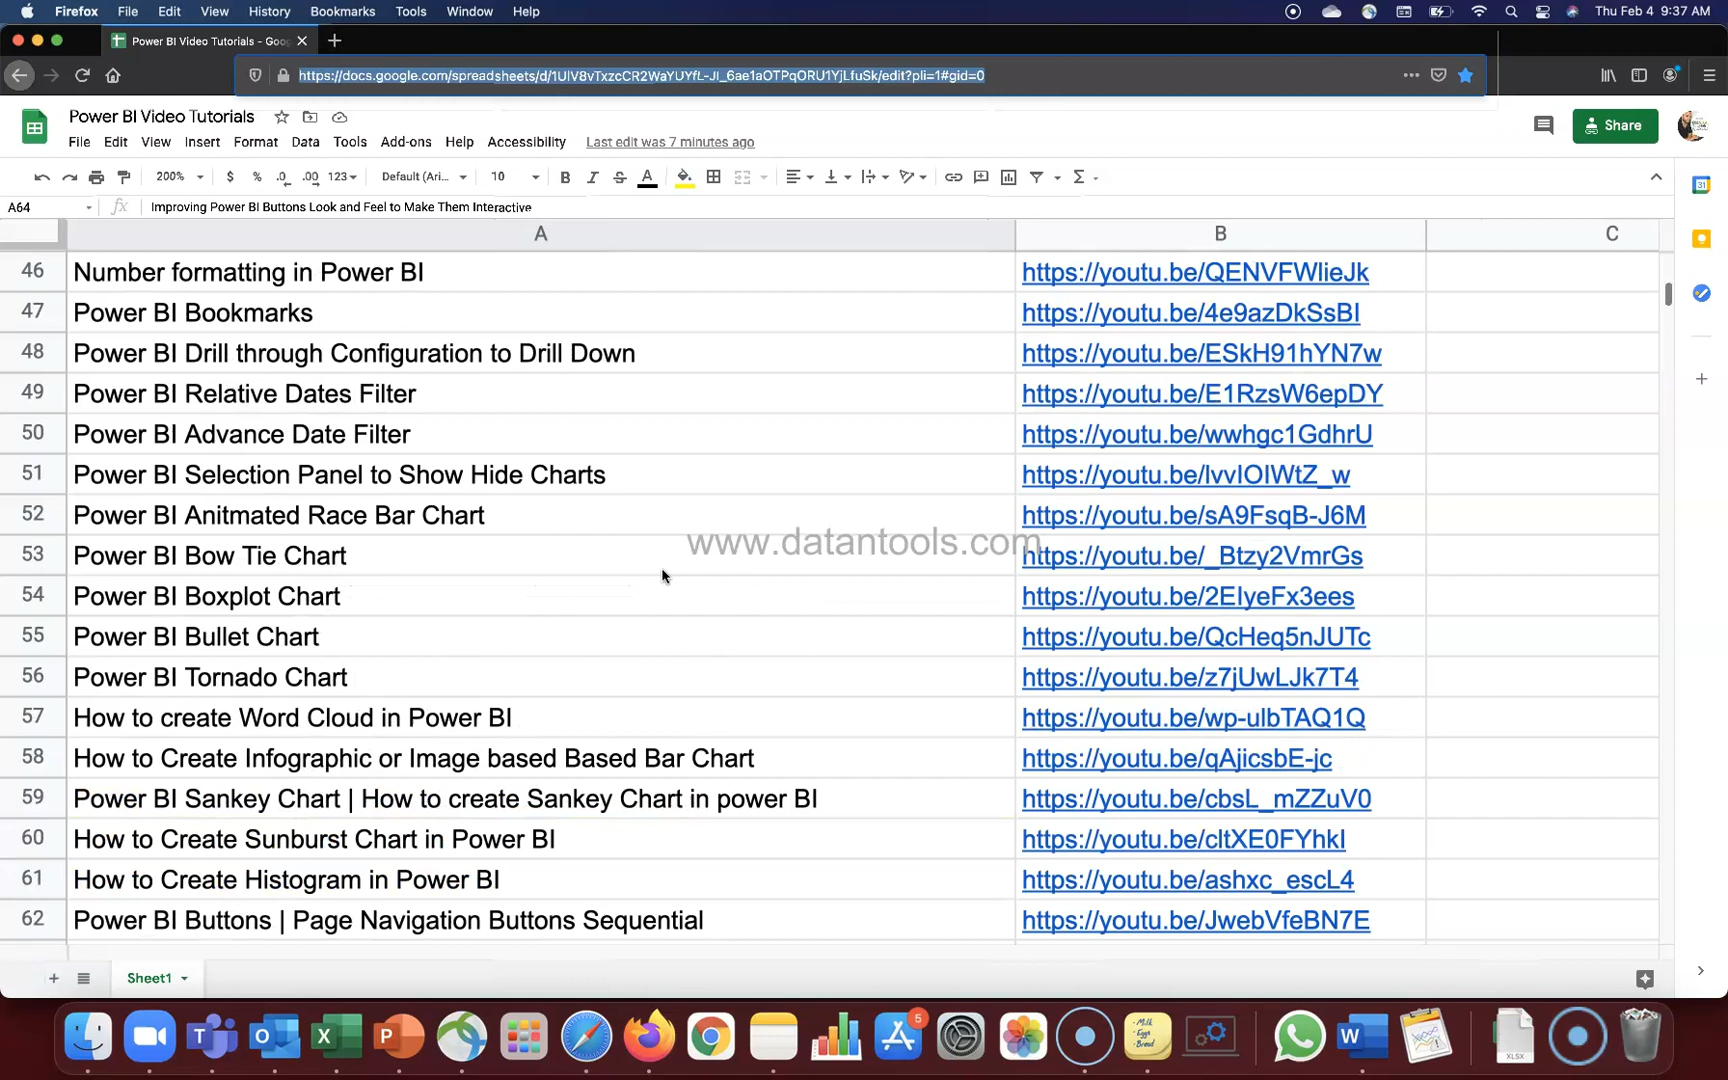 Firefox File Edit View History Bookmarks Tools Window Help Thu Feb 4 9:37 AM
Power BI Video Tutorials - Goo
https://docs.google.com/spreadsheets/d/1UlV8vTxzcCR2WaYUYfL-JI_6ae1aOTPqORU1YjLfuSk/edit?pli=1#gid=0
Power BI Video Tutorials
File Edit View Insert Format Data Tools Add-ons Help Accessibility Last edit was 7 minutes ago
Share
200% $ % .0 .00 123 Default (Ari... 10 B I S A
A64 fx Improving Power BI Buttons Look and Feel to Make Them Interactive
A B C
46 Number formatting in Power BI https://youtu.be/QENVFWlieJk
47 Power BI Bookmarks https://youtu.be/4e9azDkSsBI
48 Power BI Drill through Configuration to Drill Down https://youtu.be/ESkH91hYN7w
49 Power BI Relative Dates Filter https://youtu.be/E1RzsW6epDY
50 Power BI Advance Date Filter https://youtu.be/wwhgc1GdhrU
51 Power BI Selection Panel to Show Hide Charts https://youtu.be/lvvIOIWtZ_w
52 Power BI Anitmated Race Bar Chart https://youtu.be/sA9FsqB-J6M
www.datantools.com
53 Power BI Bow Tie Chart https://youtu.be/_Btzy2VmrGs
54 Power BI Boxplot Chart https://youtu.be/2EIyeFx3ees
55 Power BI Bullet Chart https://youtu.be/QcHeq5nJUTc
56 Power BI Tornado Chart https://youtu.be/z7jUwLJk7T4
57 How to create Word Cloud in Power BI https://youtu.be/wp-ulbTAQ1Q
58 How to Create Infographic or Image based Based Bar Chart https://youtu.be/qAjicsbE-jc
59 Power BI Sankey Chart | How to create Sankey Chart in power BI https://youtu.be/cbsL_mZZuV0
60 How to Create Sunburst Chart in Power BI https://youtu.be/cltXE0FYhkI
61 How to Create Histogram in Power BI https://youtu.be/ashxc_escL4
62 Power BI Buttons | Page Navigation Buttons Sequential https://youtu.be/JwebVfeBN7E
Sheet1
5
Milk
Eggs
Bread
XLSX